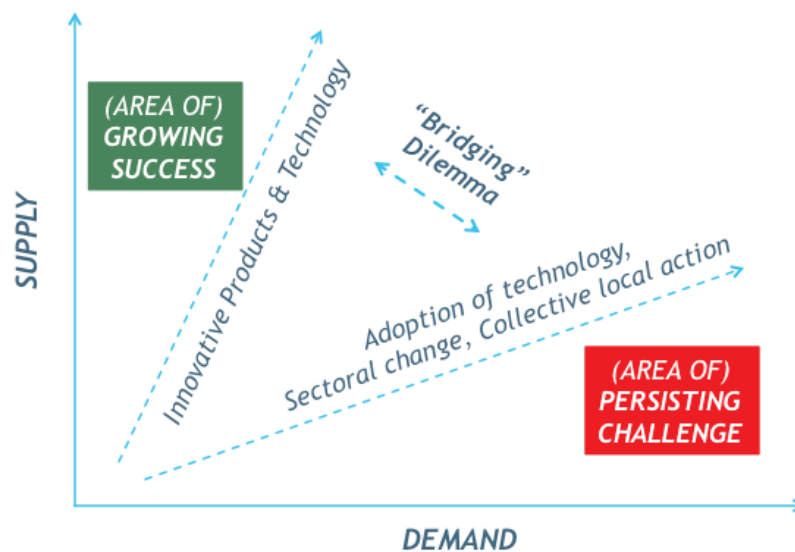 (AREA OF)
GROWING
SUCCESS
Innovative Products & Technology
“Bridging”
Dilemma
SUPPLY
Adoption of technology,
Sectoral change, Collective local action
(AREA OF)
PERSISTING
CHALLENGE
DEMAND